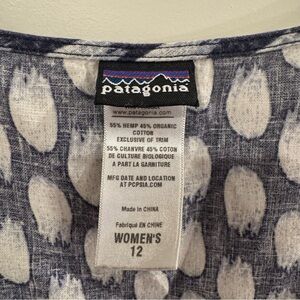 patagonia
www.patagonia.com
55% HEMP 45% ORGANIC
COTTON
EXCLUSIVE OF TRIM
55% CHANVRE 45% COTON
DE CULTURE BIOLOGIQUE
A PART LA GARNITURE
MFG DATE AND LOCATION
AT PCPSIA.COM
Made in CHINA
Fabriqué EN CHINE
WOMEN'S
12